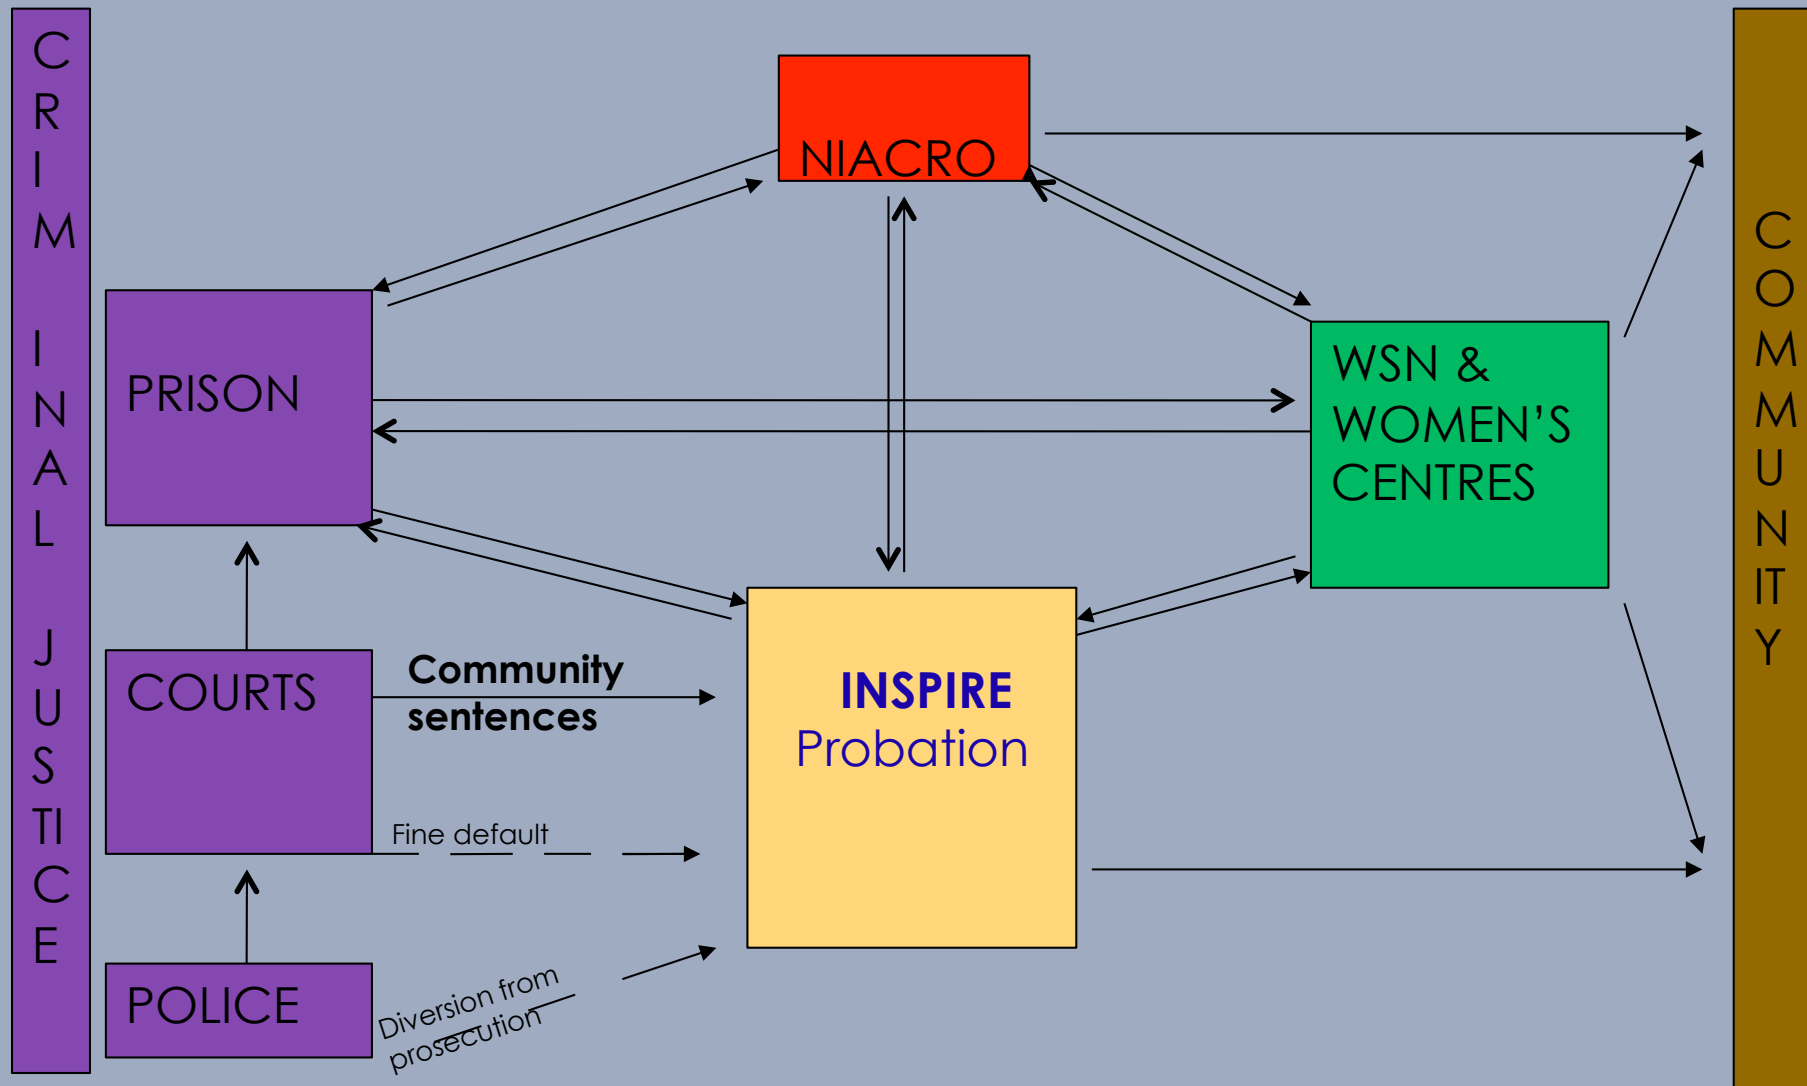 CRIMINAL JUSTICE
NIACRO
PRISON
WSN &
WOMEN’S
CENTRES
COURTS
Community
sentences
INSPIRE
Probation
Fine default
POLICE
Diversion from
prosecution
COMMUNITY